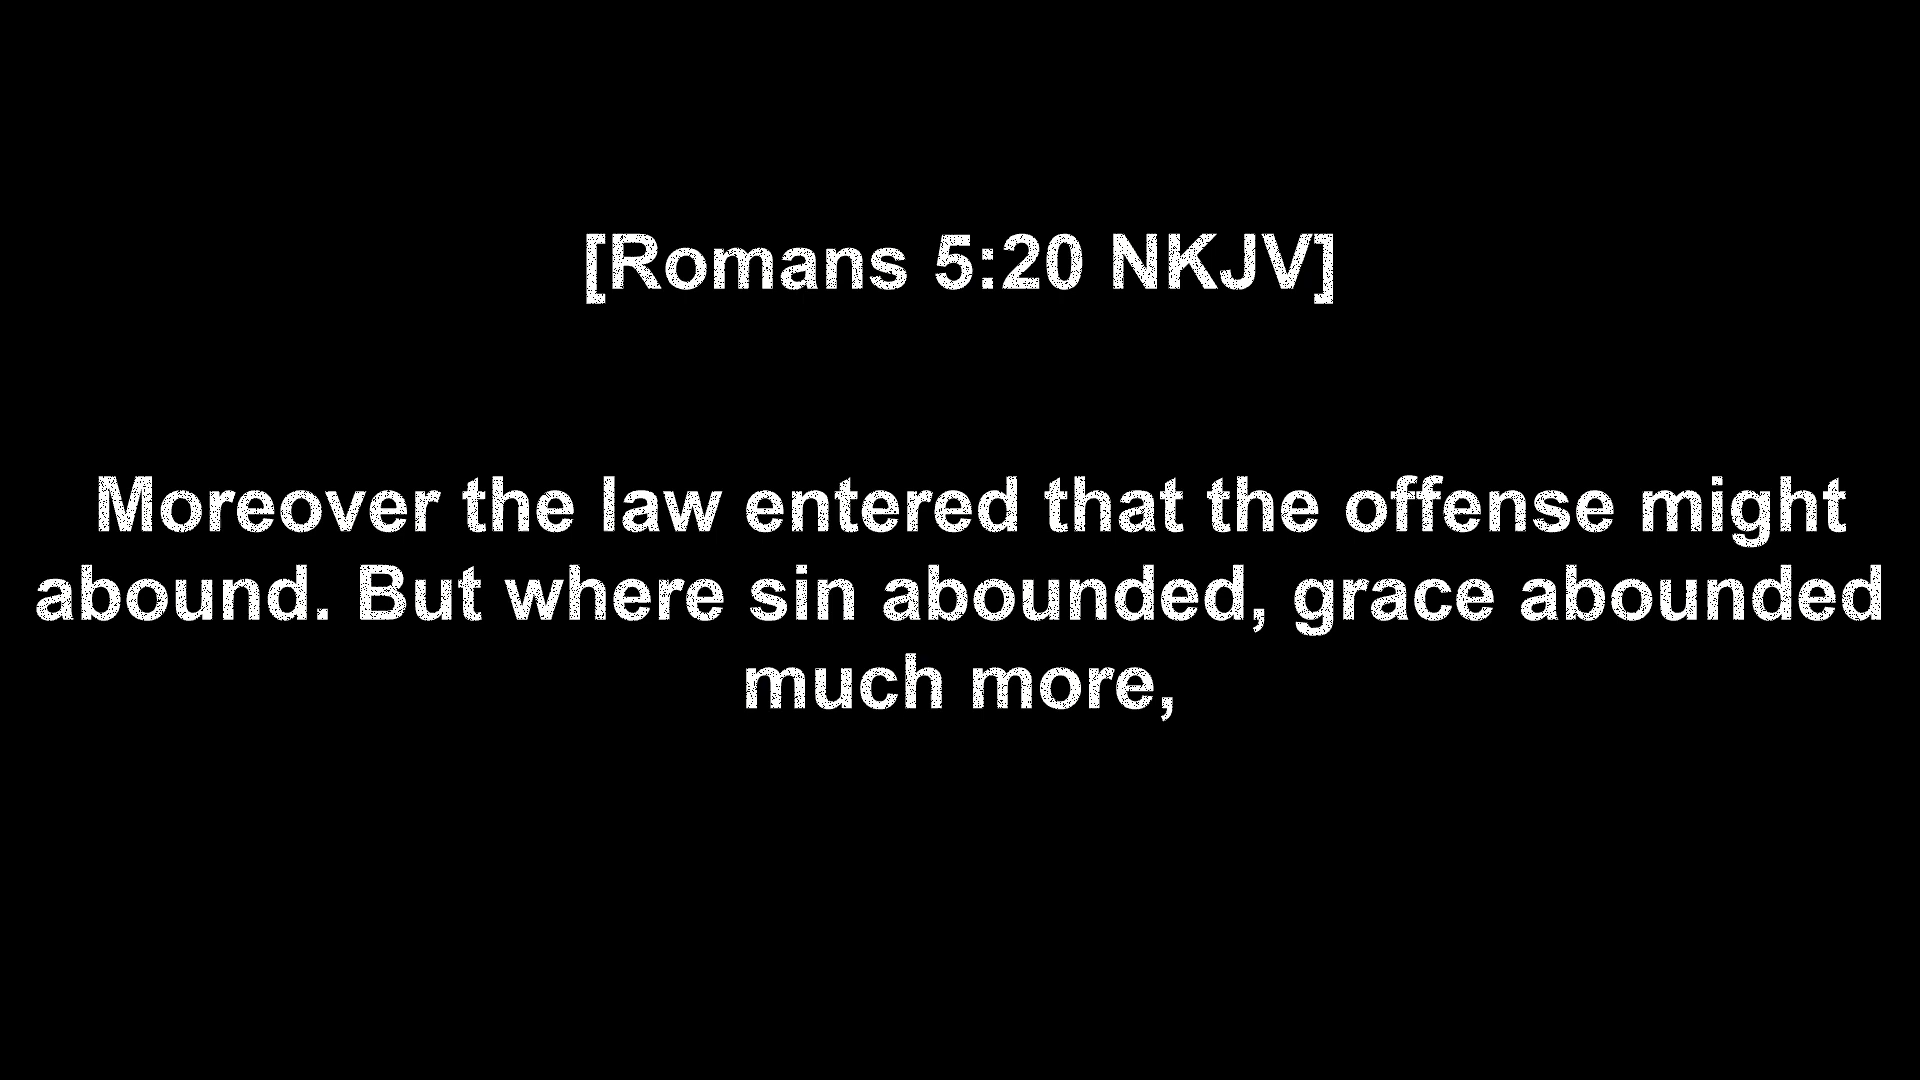 [Romans 5:20 NKJV]
Moreover the law entered that the offense might
abound. But where sin abounded, grace abounded
much more,